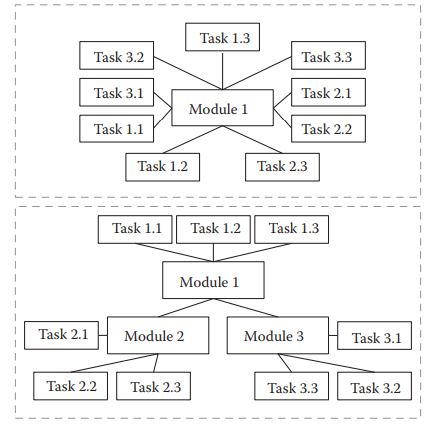 Task 1.3
Task 3.2
Task 3.3
Task 3.1
Task 2.1
Module 1
Task 1.1
Task 2.2
Task 1.2
Task 2.3
Task 1.1
Task 1.2
Task 1.3
Module 1
Task 2.1
Module 2
Module 3
Task 3.1
Task 2.2
Task 2.3
Task 3.3
Task 3.2